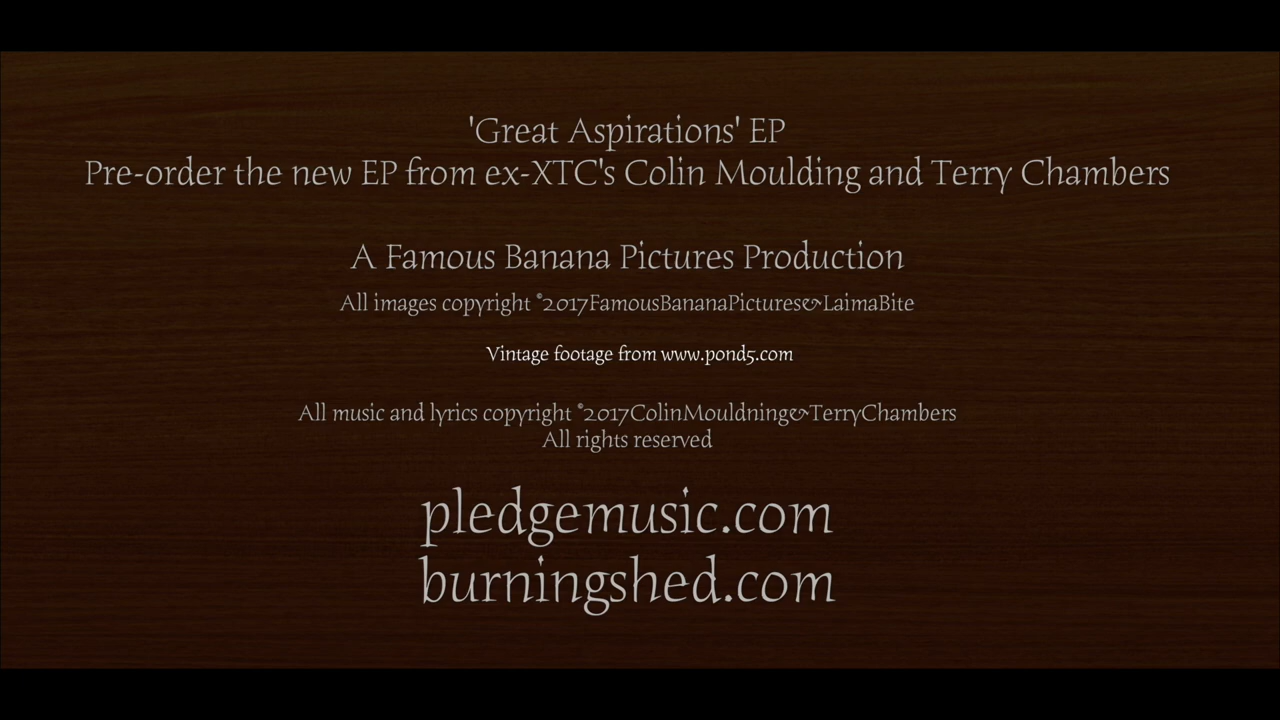 'Great Aspirations' EP
Pre-order the new EP from ex-XTC's Colin Moulding and Terry Chambers
A Famous Banana Pictures Production
All images copyright ©2017FamousBananaPictures&LaimaBite
Vintage footage from www.pond5.com
All music and lyrics copyright ©2017ColinMouldning&TerryChambers
All rights reserved
pledgemusic.com
burningshed.com